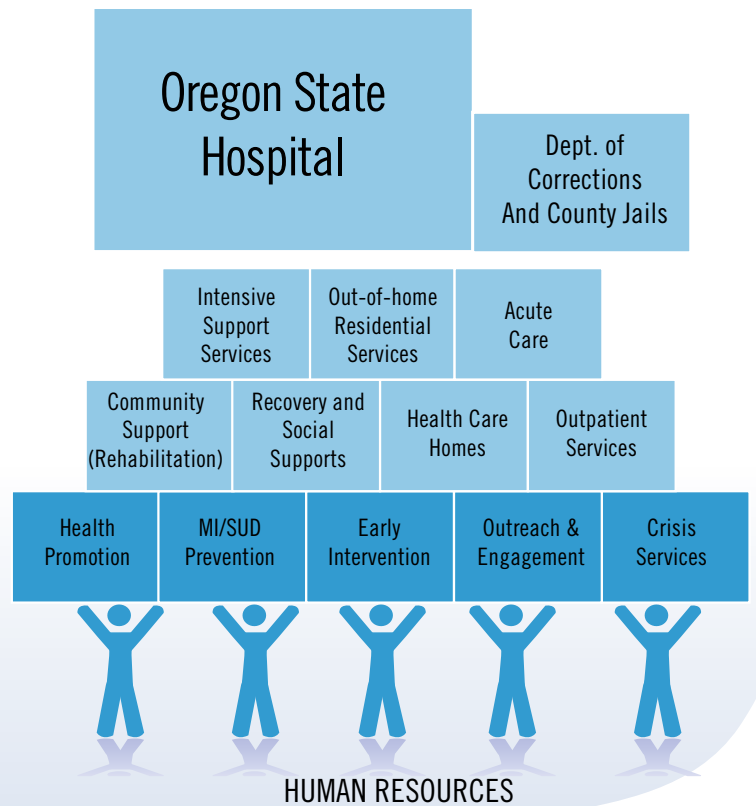 Oregon State
Hospital
Dept. of
Corrections
And County Jails
Intensive
Support
Services
Out-of-home
Residential
Services
Acute
Care
Community
Support
(Rehabilitation)
Recovery and
Social
Supports
Health Care
Homes
Outpatient
Services
Health
Promotion
MI/SUD
Prevention
Early
Intervention
Outreach &
Engagement
Crisis
Services
HUMAN RESOURCES